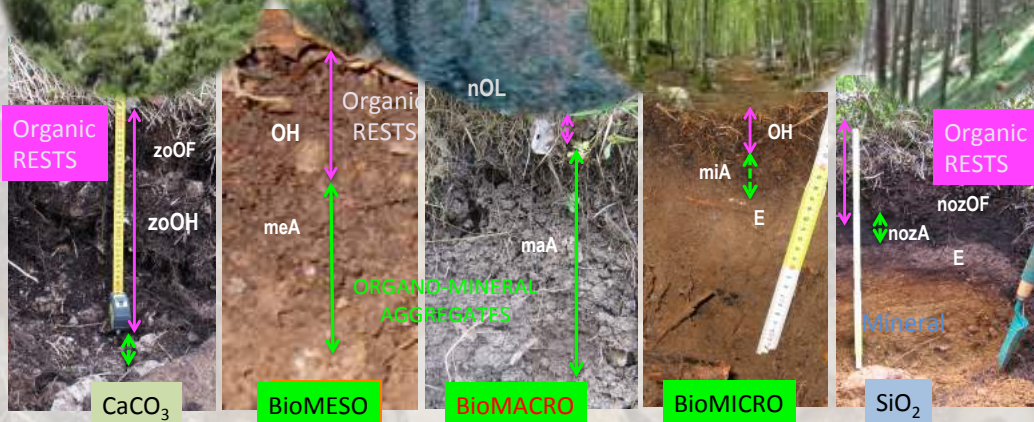 Organic
RESTS
zoOF
zoOH
CaCO₃
Organic
RESTS
OH
meA
BioMESO
nOL
maA
ORGANO-MINERAL
AGGREGATES
BioMACRO
OH
miA
E
BioMICRO
Organic
RESTS
nozOF
nozA
E
Mineral
SiO₂